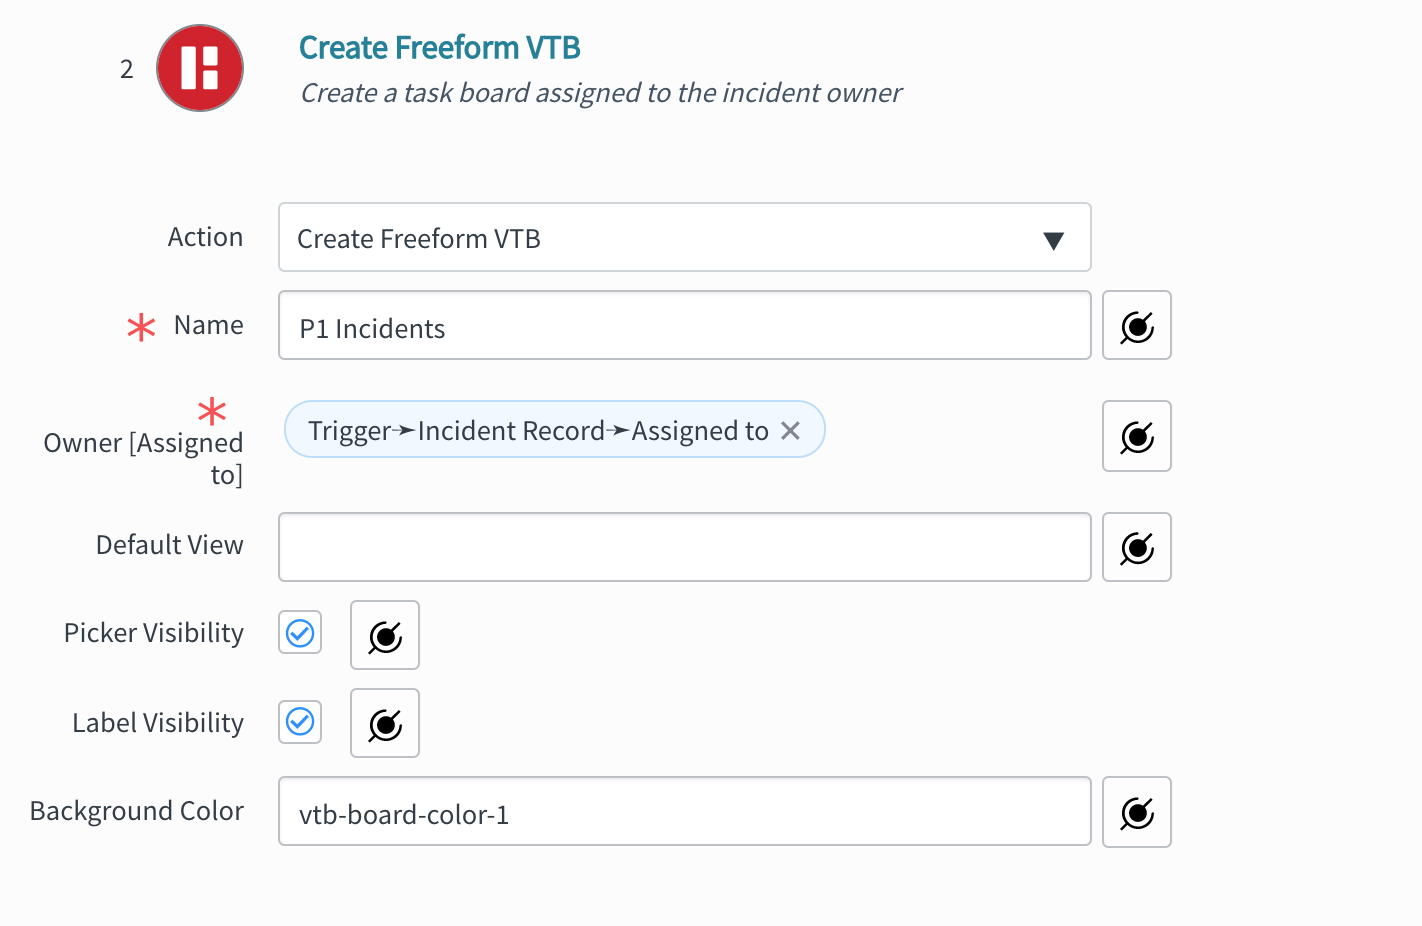 2
Create Freeform VTB
Create a task board assigned to the incident owner
Action
Create Freeform VTB
Name
P1 Incidents
Owner [Assigned
to]
Trigger➛Incident Record➛Assigned to
Default View
Picker Visibility
Label Visibility
Background Color
vtb-board-color-1